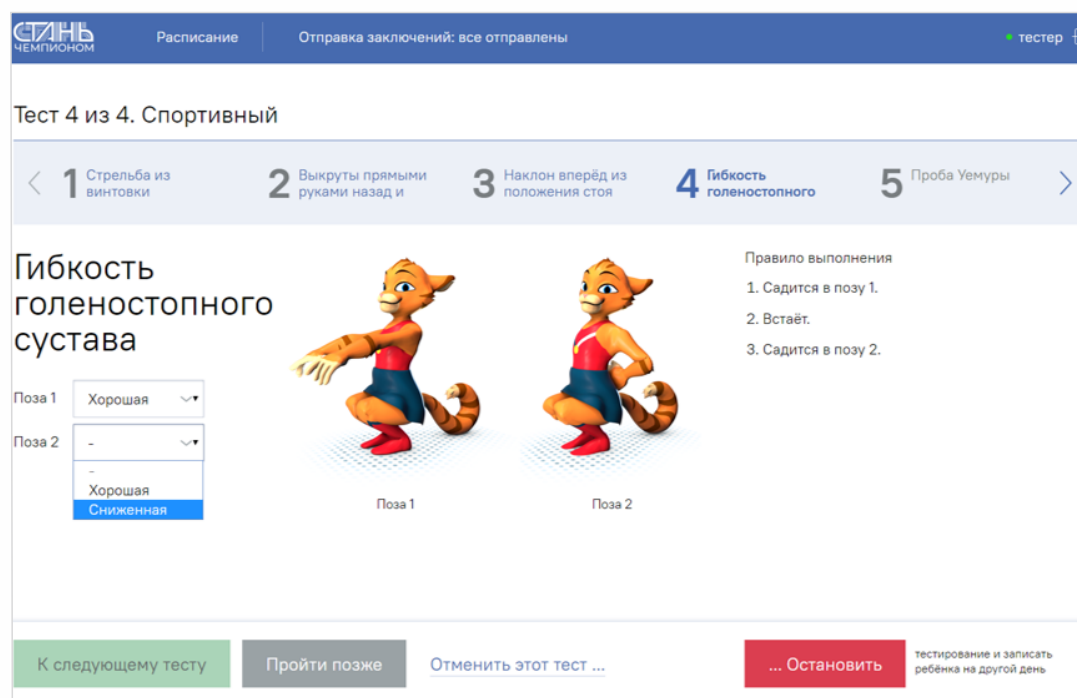 СТАНЬ
ЧЕМПИОНОМ
Расписание
Отправка заключений: все отправлены
тестер
Тест 4 из 4. Спортивный
1 Стрельба из
винтовки
2 Выкруты прямыми
руками назад и
3 Наклон вперёд из
положения стоя
4 Гибкость
голеностопного
5 Проба Уемуры
Гибкость
голеностопного
сустава
Поза 1 Хорошая
Поза 2 -
-
Хорошая
Сниженная
Поза 1
Поза 2
Правило выполнения
1. Садится в позу 1.
2. Встаёт.
3. Садится в позу 2.
К следующему тесту
Пройти позже
Отменить этот тест ...
... Остановить
тестирование и записать
ребёнка на другой день